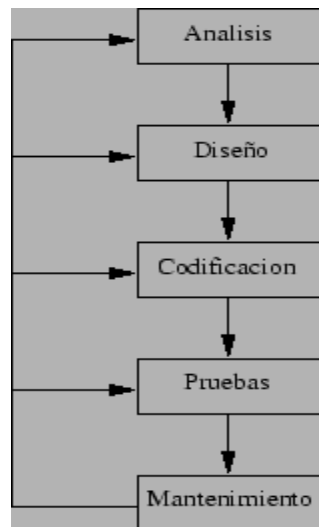 Analisis
Diseño
Codificacion
Pruebas
Mantenimiento